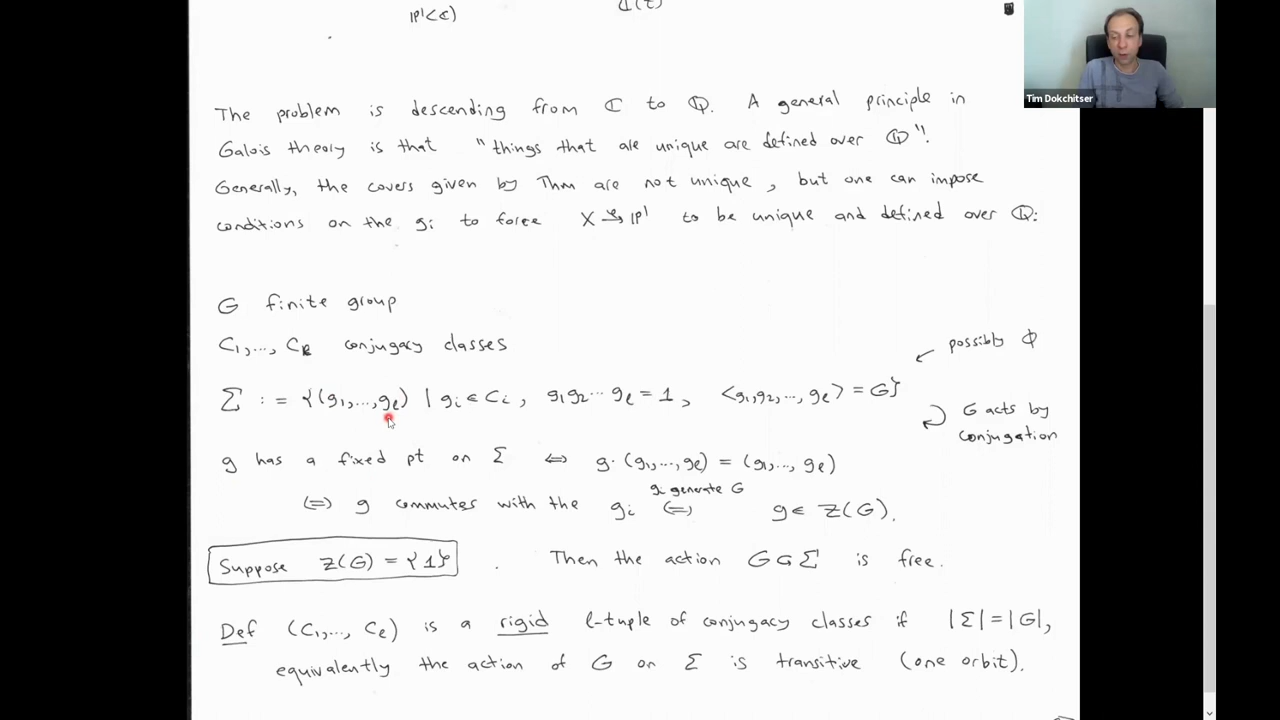 |P¹(ℂ)
ℚ(t)
Tim Dokchitser
The problem is descending from ℂ to ℚ. A general principle in
Galois theory is that "things that are unique are defined over ℚ"!
Generally, the covers given by Thm are not unique, but one can impose
conditions on the gᵢ to force X →ᵠ |P¹ to be unique and defined over ℚ:
G finite group
C₁,..., Cₗ conjugacy classes
possibly ∅
Σ := {(g₁,...,gₗ) | gᵢ ∈ Cᵢ, g₁g₂⋯gₗ = 1, <g₁,g₂,...,gₗ> = G}
G acts by
conjugation
g has a fixed pt on Σ ⇔ g·(g₁,...,gₗ) = (g₁,...,gₗ)
gᵢ generate G
⇔ g commutes with the gᵢ ⇔ g ∈ Z(G).
Suppose Z(G) = {1}. Then the action G G Σ is free.
Def (C₁,..., Cₗ) is a rigid l-tuple of conjugacy classes if |Σ| = |G|,
equivalently the action of G on Σ is transitive (one orbit).